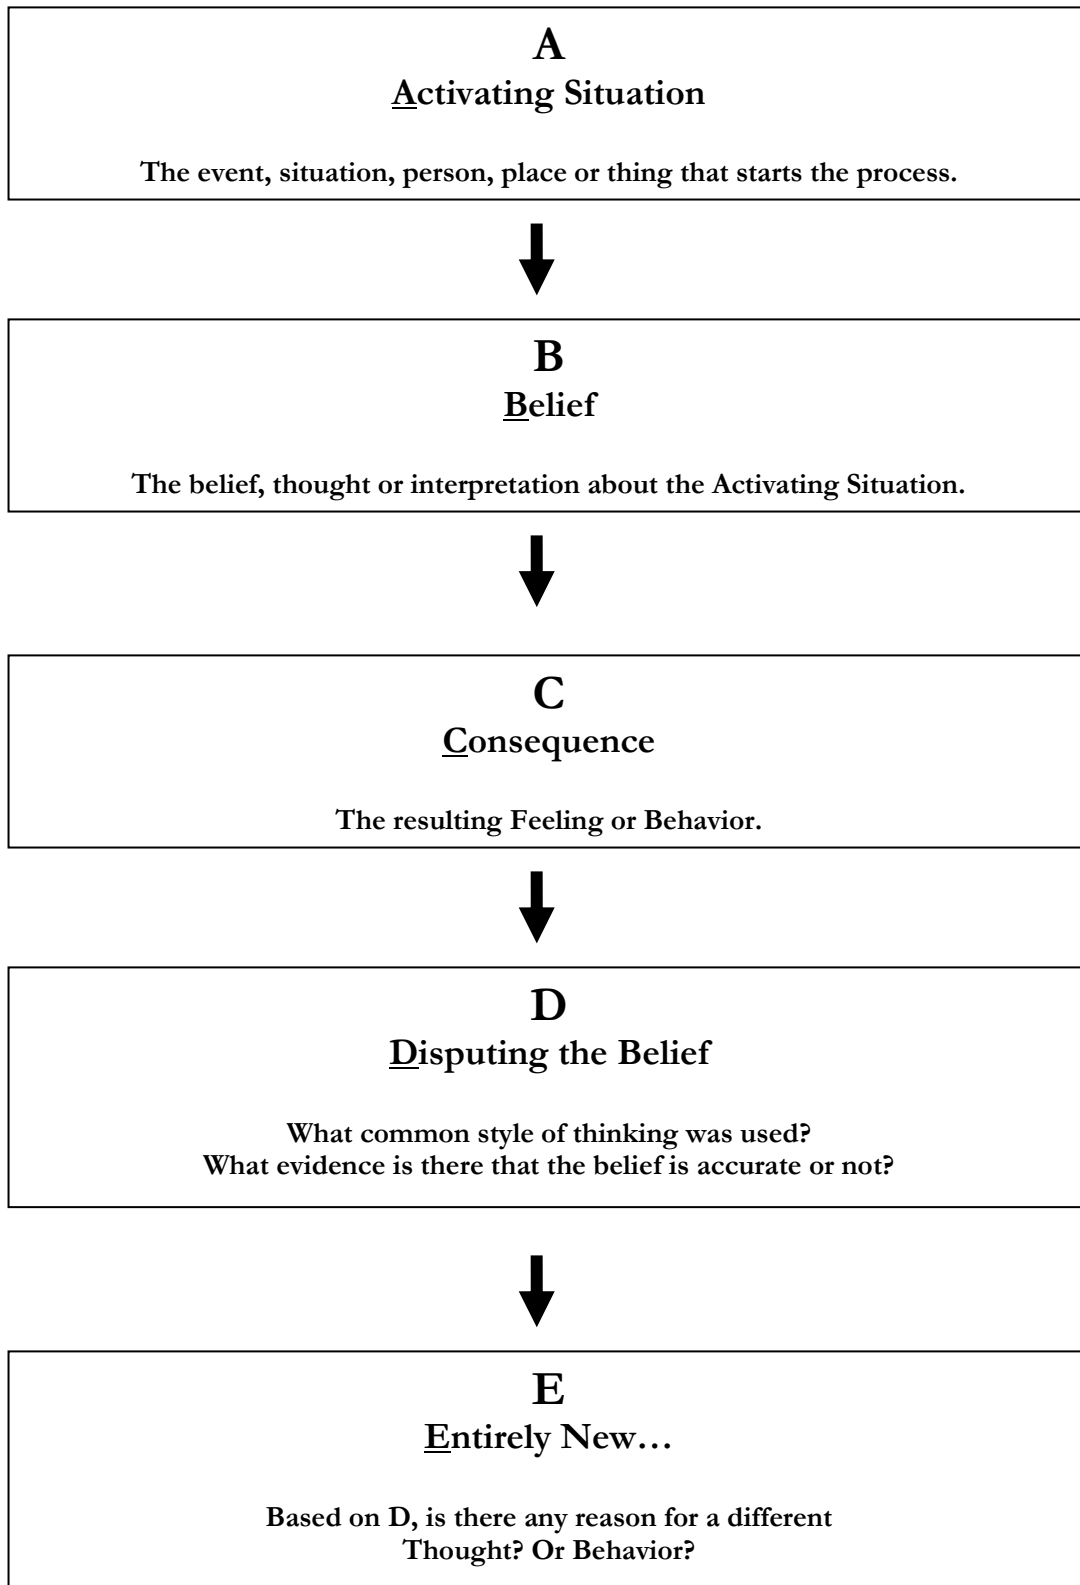 A
Activating Situation
The event, situation, person, place or thing that starts the process.
B
Belief
The belief, thought or interpretation about the Activating Situation.
C
Consequence
The resulting Feeling or Behavior.
D
Disputing the Belief
What common style of thinking was used?
What evidence is there that the belief is accurate or not?
E
Entirely New…
Based on D, is there any reason for a different
Thought? Or Behavior?